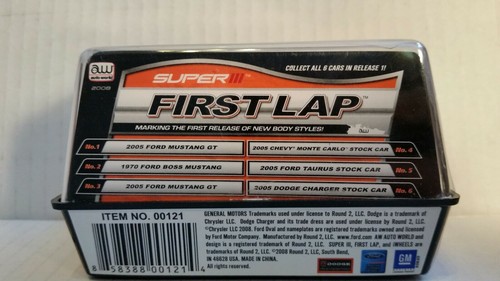 aw
auto world
2008
COLLECT ALL 6 CARS IN RELEASE 1!
SUPER III
FIRST LAP™
MARKING THE FIRST RELEASE OF NEW BODY STYLES!
No.1 2005 FORD MUSTANG GT
2005 CHEVY MONTE CARLO STOCK CAR No.4
No.2 1970 FORD BOSS MUSTANG
2005 FORD TAURUS STOCK CAR No.5
No.3 2005 FORD MUSTANG GT
2005 DODGE CHARGER STOCK CAR No.6
ITEM NO. 00121
8 58388 00121 4
GENERAL MOTORS Trademarks used under license to Round 2, LLC. Dodge is a trademark of
Chrysler LLC. Dodge Charger and its trade dress are used under license to Round 2, LLC.
©Chrysler LLC 2008. Ford Oval and nameplates are registered trademarks owned and licensed
by Ford Motor Company. Manufactured by Round 2, LLC. www.ford.com. AM AUTO WORLD and
design is a registered trademark of Round 2, LLC. SUPER III, FIRST LAP, and iWHEELS are
trademarks of Round 2, LLC. ©2008 Round 2, LLC, South Bend,
IN 46628 USA. MADE IN CHINA.
All rights reserved.
GM